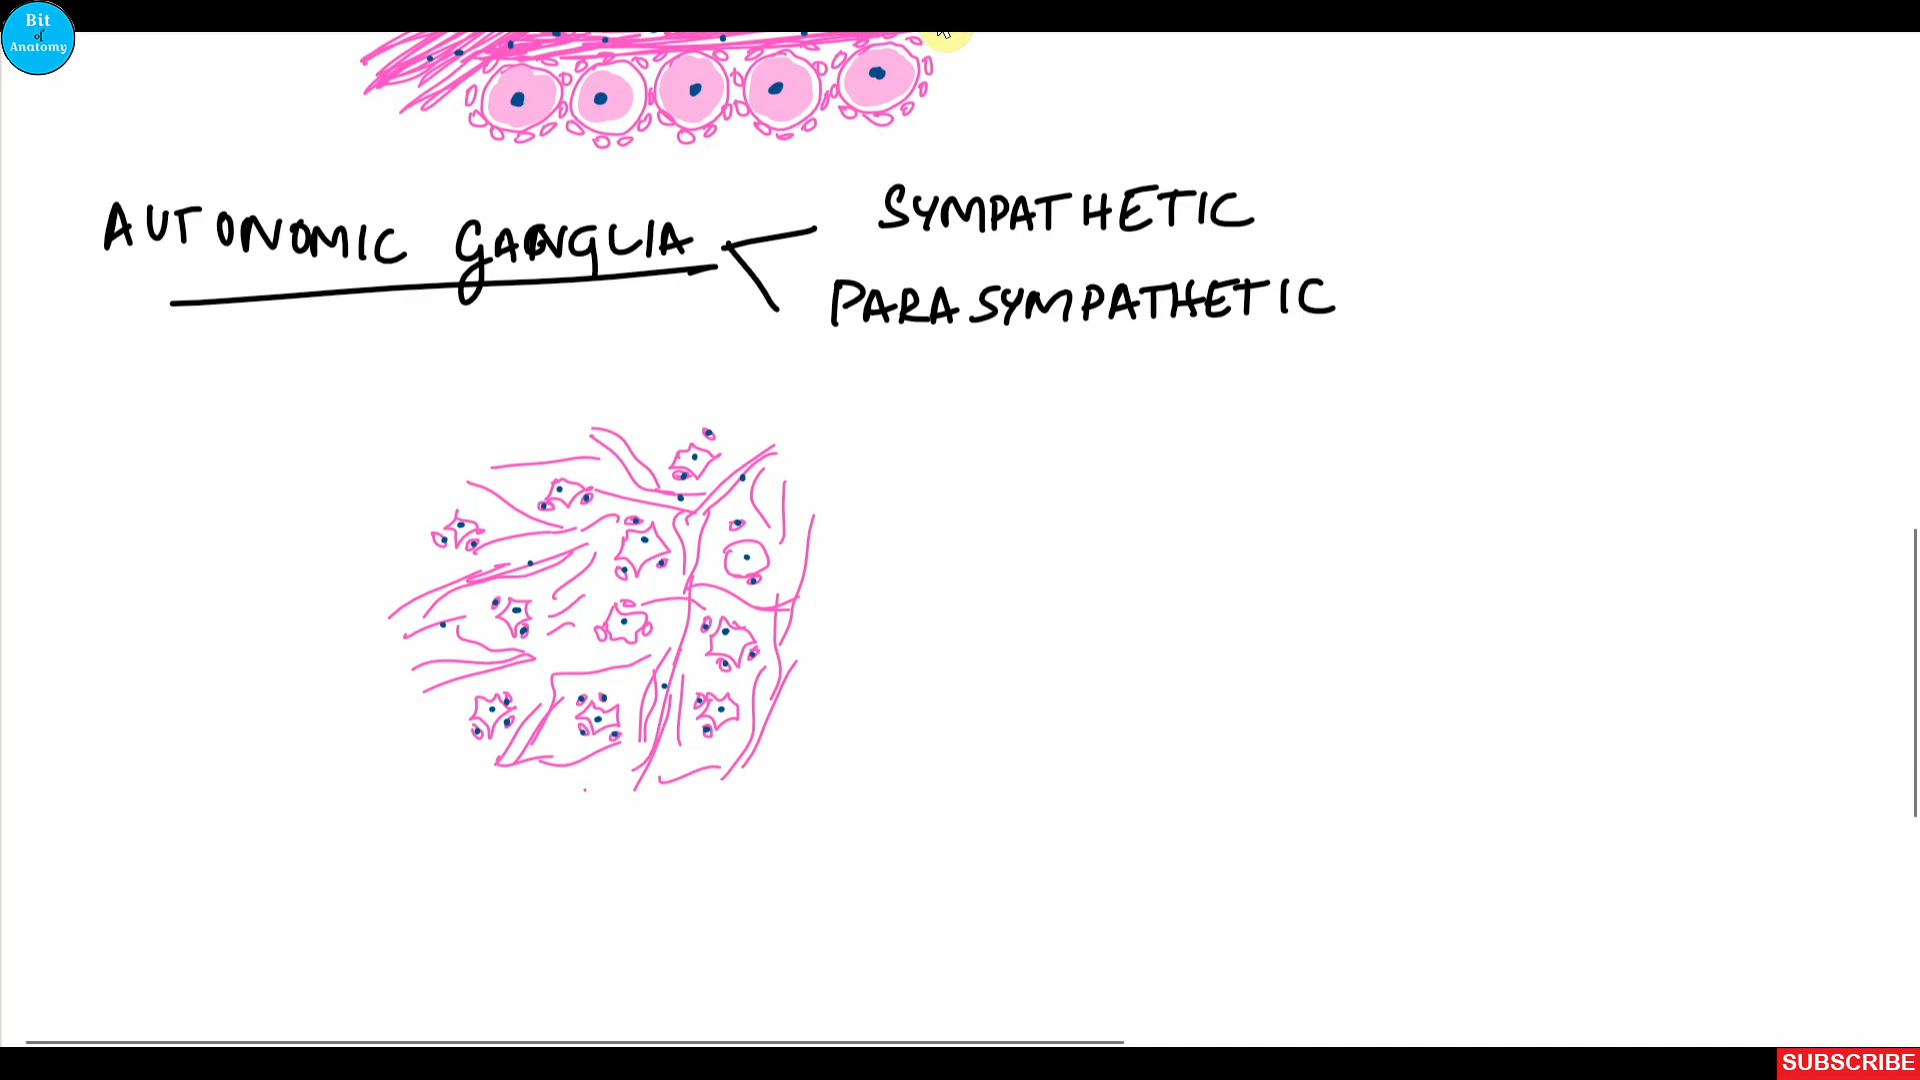 Bit
of
Anatomy
AUTONOMIC GANGLIA
SYMPATHETIC
PARASYMPATHETIC
SUBSCRIBE